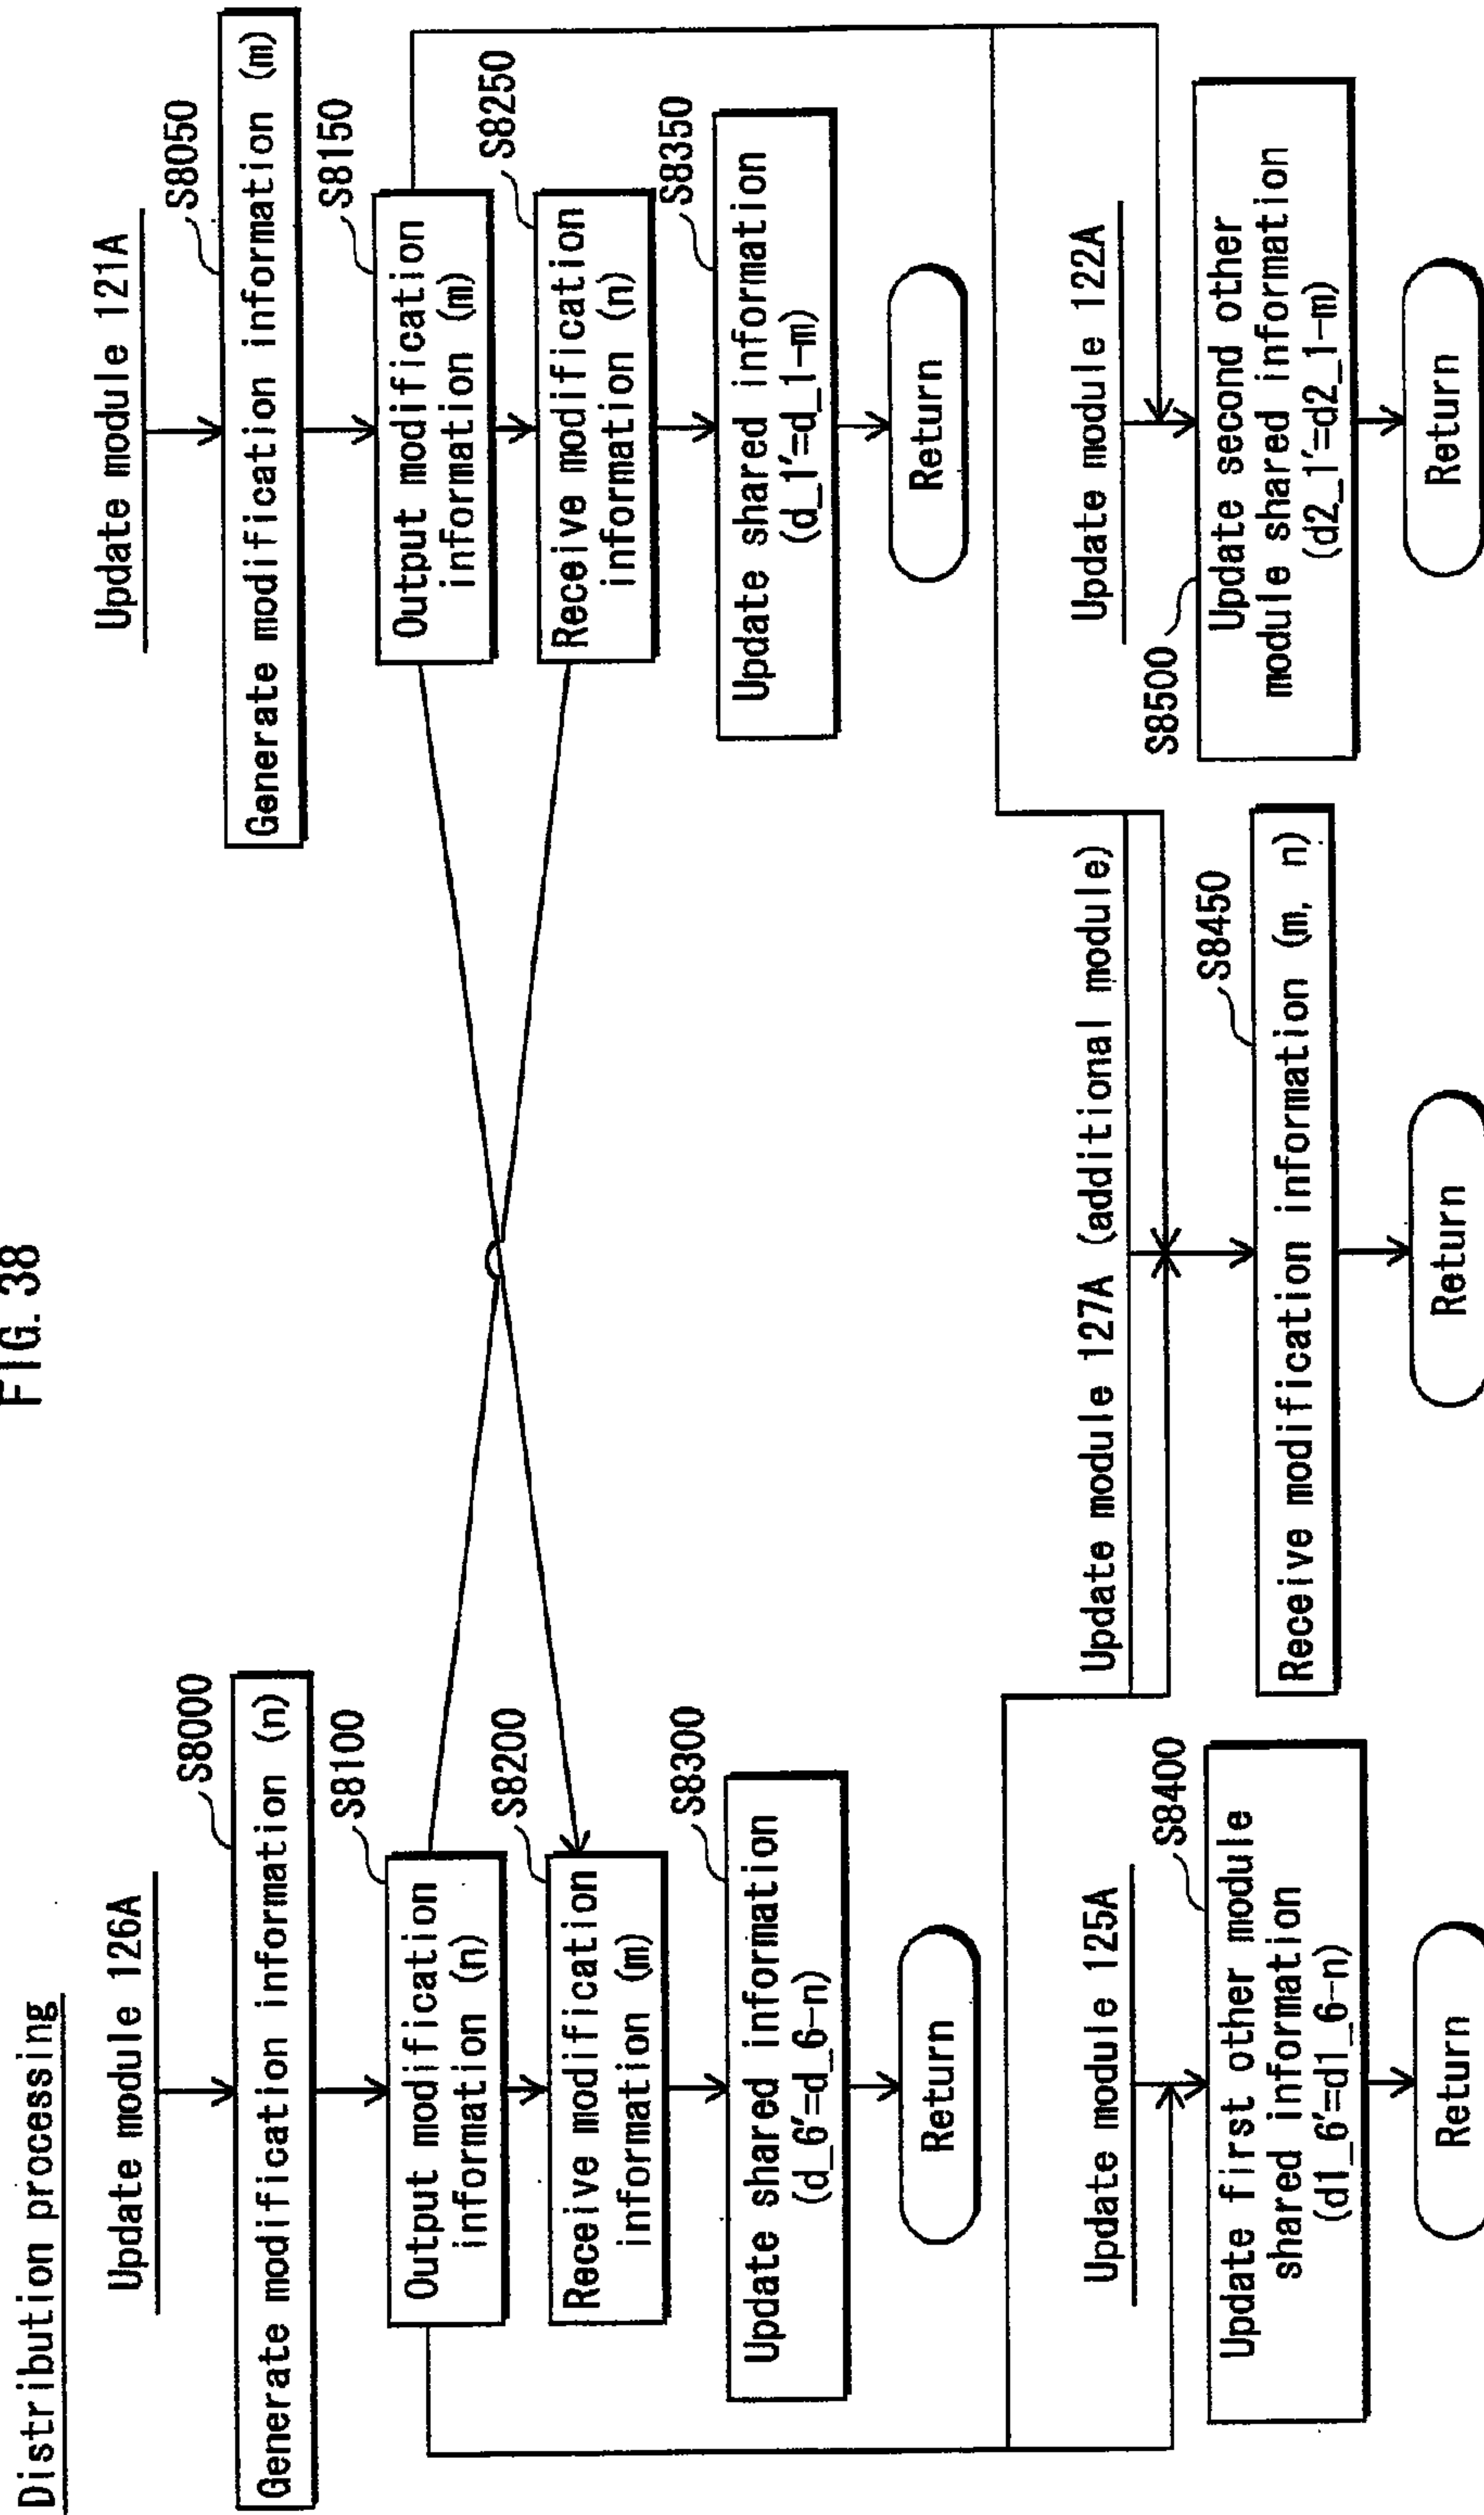 FIG. 38
Distribution processing
Update module 126A
S8000
Generate modification information (n)
S8100
Output modification
information (n)
S8200
Receive modification
information (m)
S8300
Update shared information
(d_6'=d_6-n)
Return
Update module 121A
S8050
Generate modification information (m)
S8150
Output modification
information (m)
S8250
Receive modification
information (n)
S8350
Update shared information
(d_1'=d_1-m)
Return
Update module 125A
S8400
Update first other module
shared information
(d1_6'=d1_6-n)
Return
Update module 127A (additional module)
S8450
Receive modification information (m, n)
Return
Update module 122A
S8500
Update second other
module shared information
(d2_1'=d2_1-m)
Return